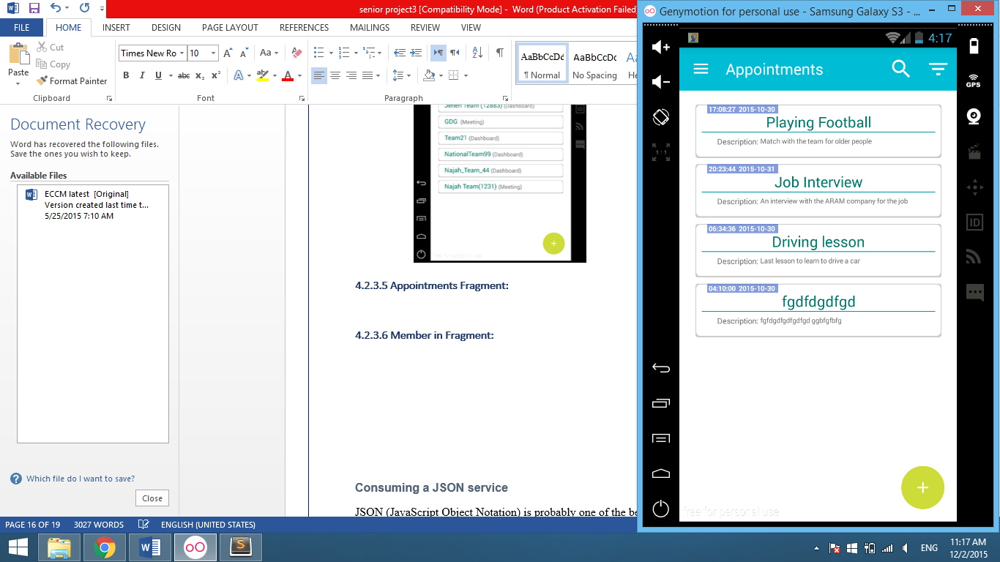 senior project3 [Compatibility Mode] - Word (Product Activation Failed)
FILE HOME INSERT DESIGN PAGE LAYOUT REFERENCES MAILINGS REVIEW VIEW
Paste
Cut
Copy
Format Painter
Times New Ro 10 Aa
B I U abc x₂ x² A ab A
AaBbCcDd AaBbCcDc
¶ Normal No Spacing
Clipboard Font Paragraph
Document Recovery
Word has recovered the following files.
Save the ones you wish to keep.
Available Files
ECCM latest [Original]
Version created last time t...
5/25/2015 7:10 AM
Which file do I want to save?
Close
GDG (Meeting)
Team21 (Dashboard)
NationalTeam99 (Dashboard)
Najah_Team_44 (Dashboard)
Najah Team(1231) (Meeting)
+
4.2.3.5 Appointments Fragment:
4.2.3.6 Member in Fragment:
Consuming a JSON service
JSON (JavaScript Object Notation) is probably one of the be
PAGE 16 OF 19 3027 WORDS ENGLISH (UNITED STATES)
Genymotion for personal use - Samsung Galaxy S3 - ...
4:17
Appointments
17:08:27 2015-10-30
Playing Football
Description: Match with the team for older people
20:23:44 2015-10-31
Job Interview
Description: An interview with the ARAM company for the job
06:34:36 2015-10-30
Driving lesson
Description: Last lesson to learn to drive a car
04:10:00 2015-10-30
fgdfdgdfgd
Description: fgfdgdfgdfgdfgd ggbfgfbfg
+
free for personal use
GPS
1:1
ID
ENG
11:17 AM
12/2/2015